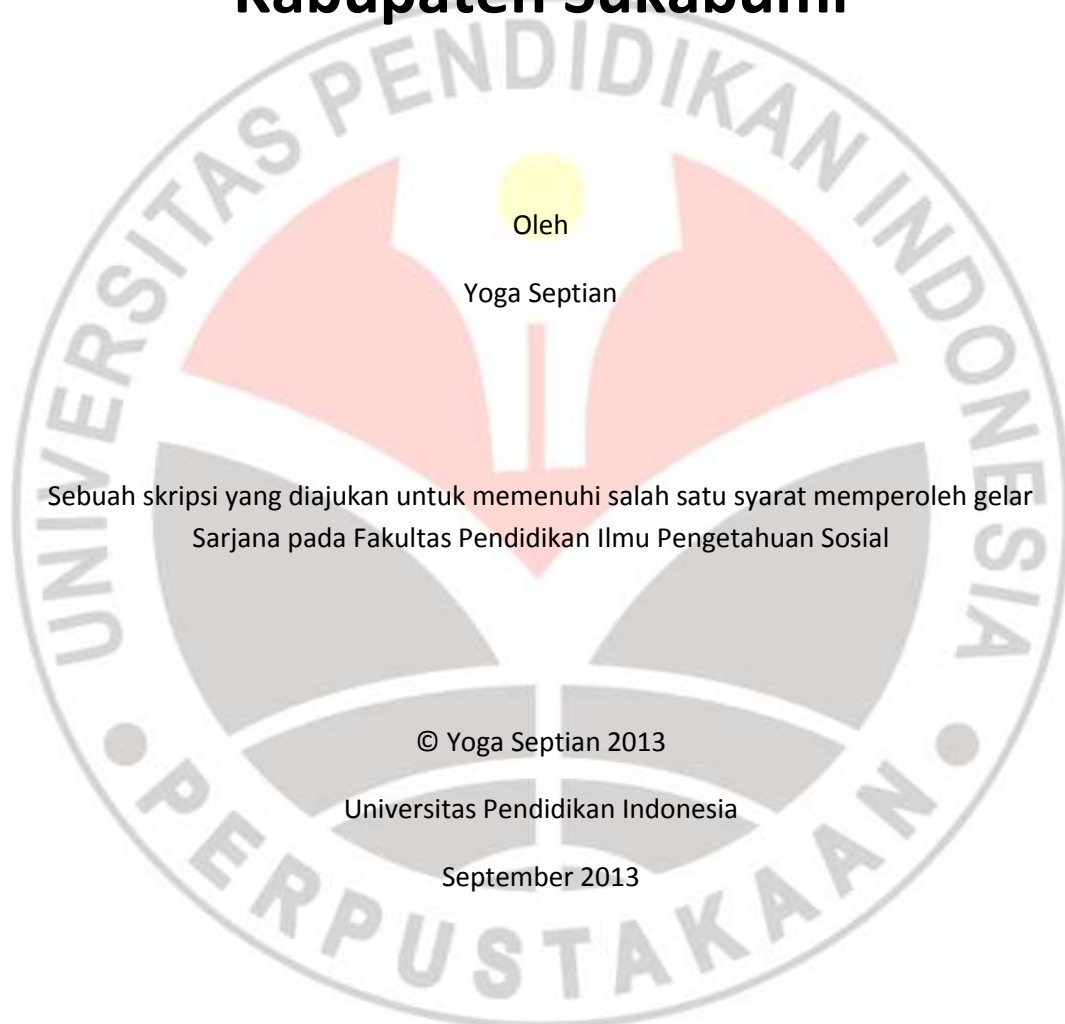 Kabupaten Sukabumi
UNIVERSITAS PENDIDIKAN INDONESIA
Oleh
Yoga Septian
Sebuah skripsi yang diajukan untuk memenuhi salah satu syarat memperoleh gelar
Sarjana pada Fakultas Pendidikan Ilmu Pengetahuan Sosial
© Yoga Septian 2013
Universitas Pendidikan Indonesia
September 2013
PERPUSTAKAAN